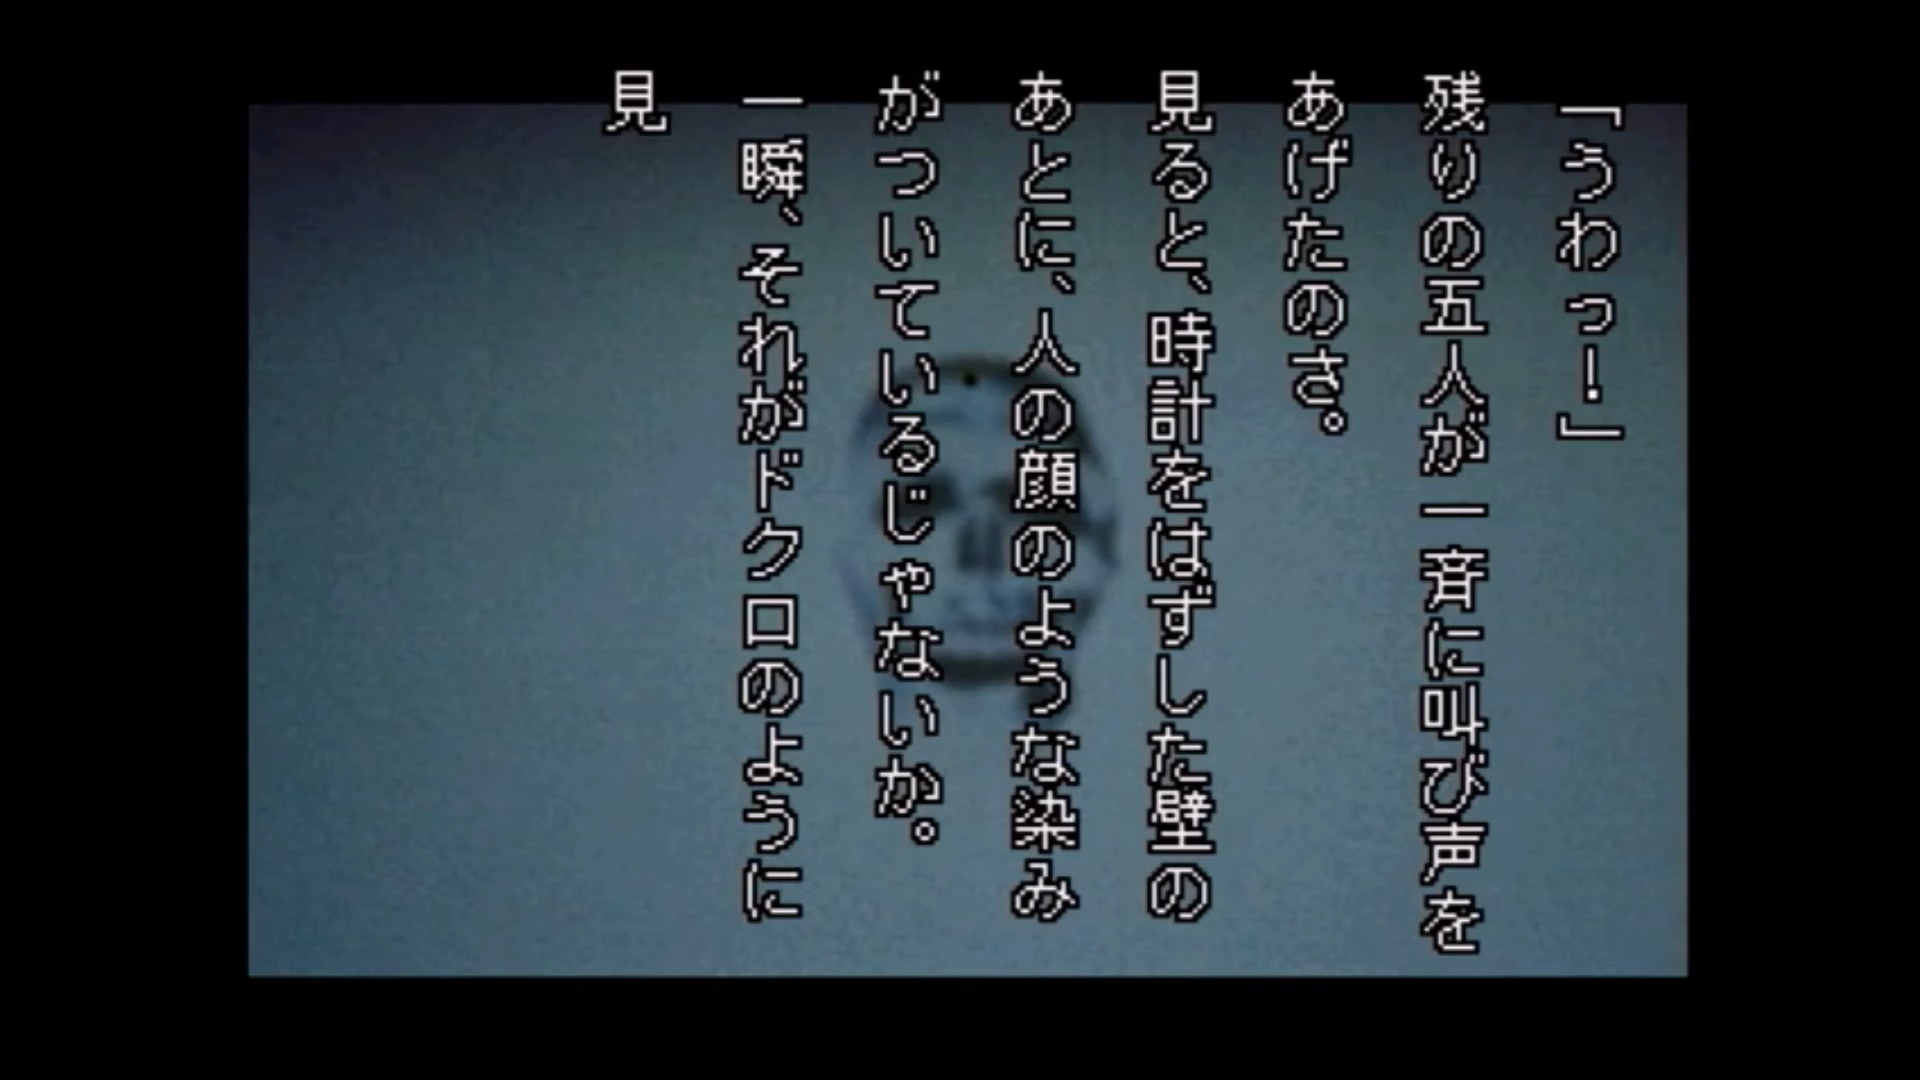 「うわっ！」
残りの五人が一斉に叫び声を
あげたのさ。
見ると、時計をはずした壁の
あとに、人の顔のような染み
がついているじゃないか。
一瞬、それがドクロのように
見